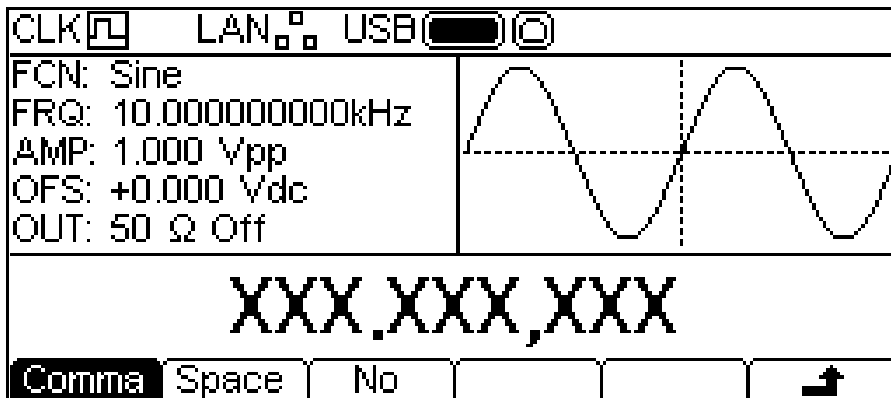 CLK LAN USB
FCN: Sine
FRQ: 10.000000000kHz
AMP: 1.000 Vpp
OFS: +0.000 Vdc
OUT: 50 Ω Off
XXX.XXX,XXX
Comma Space No